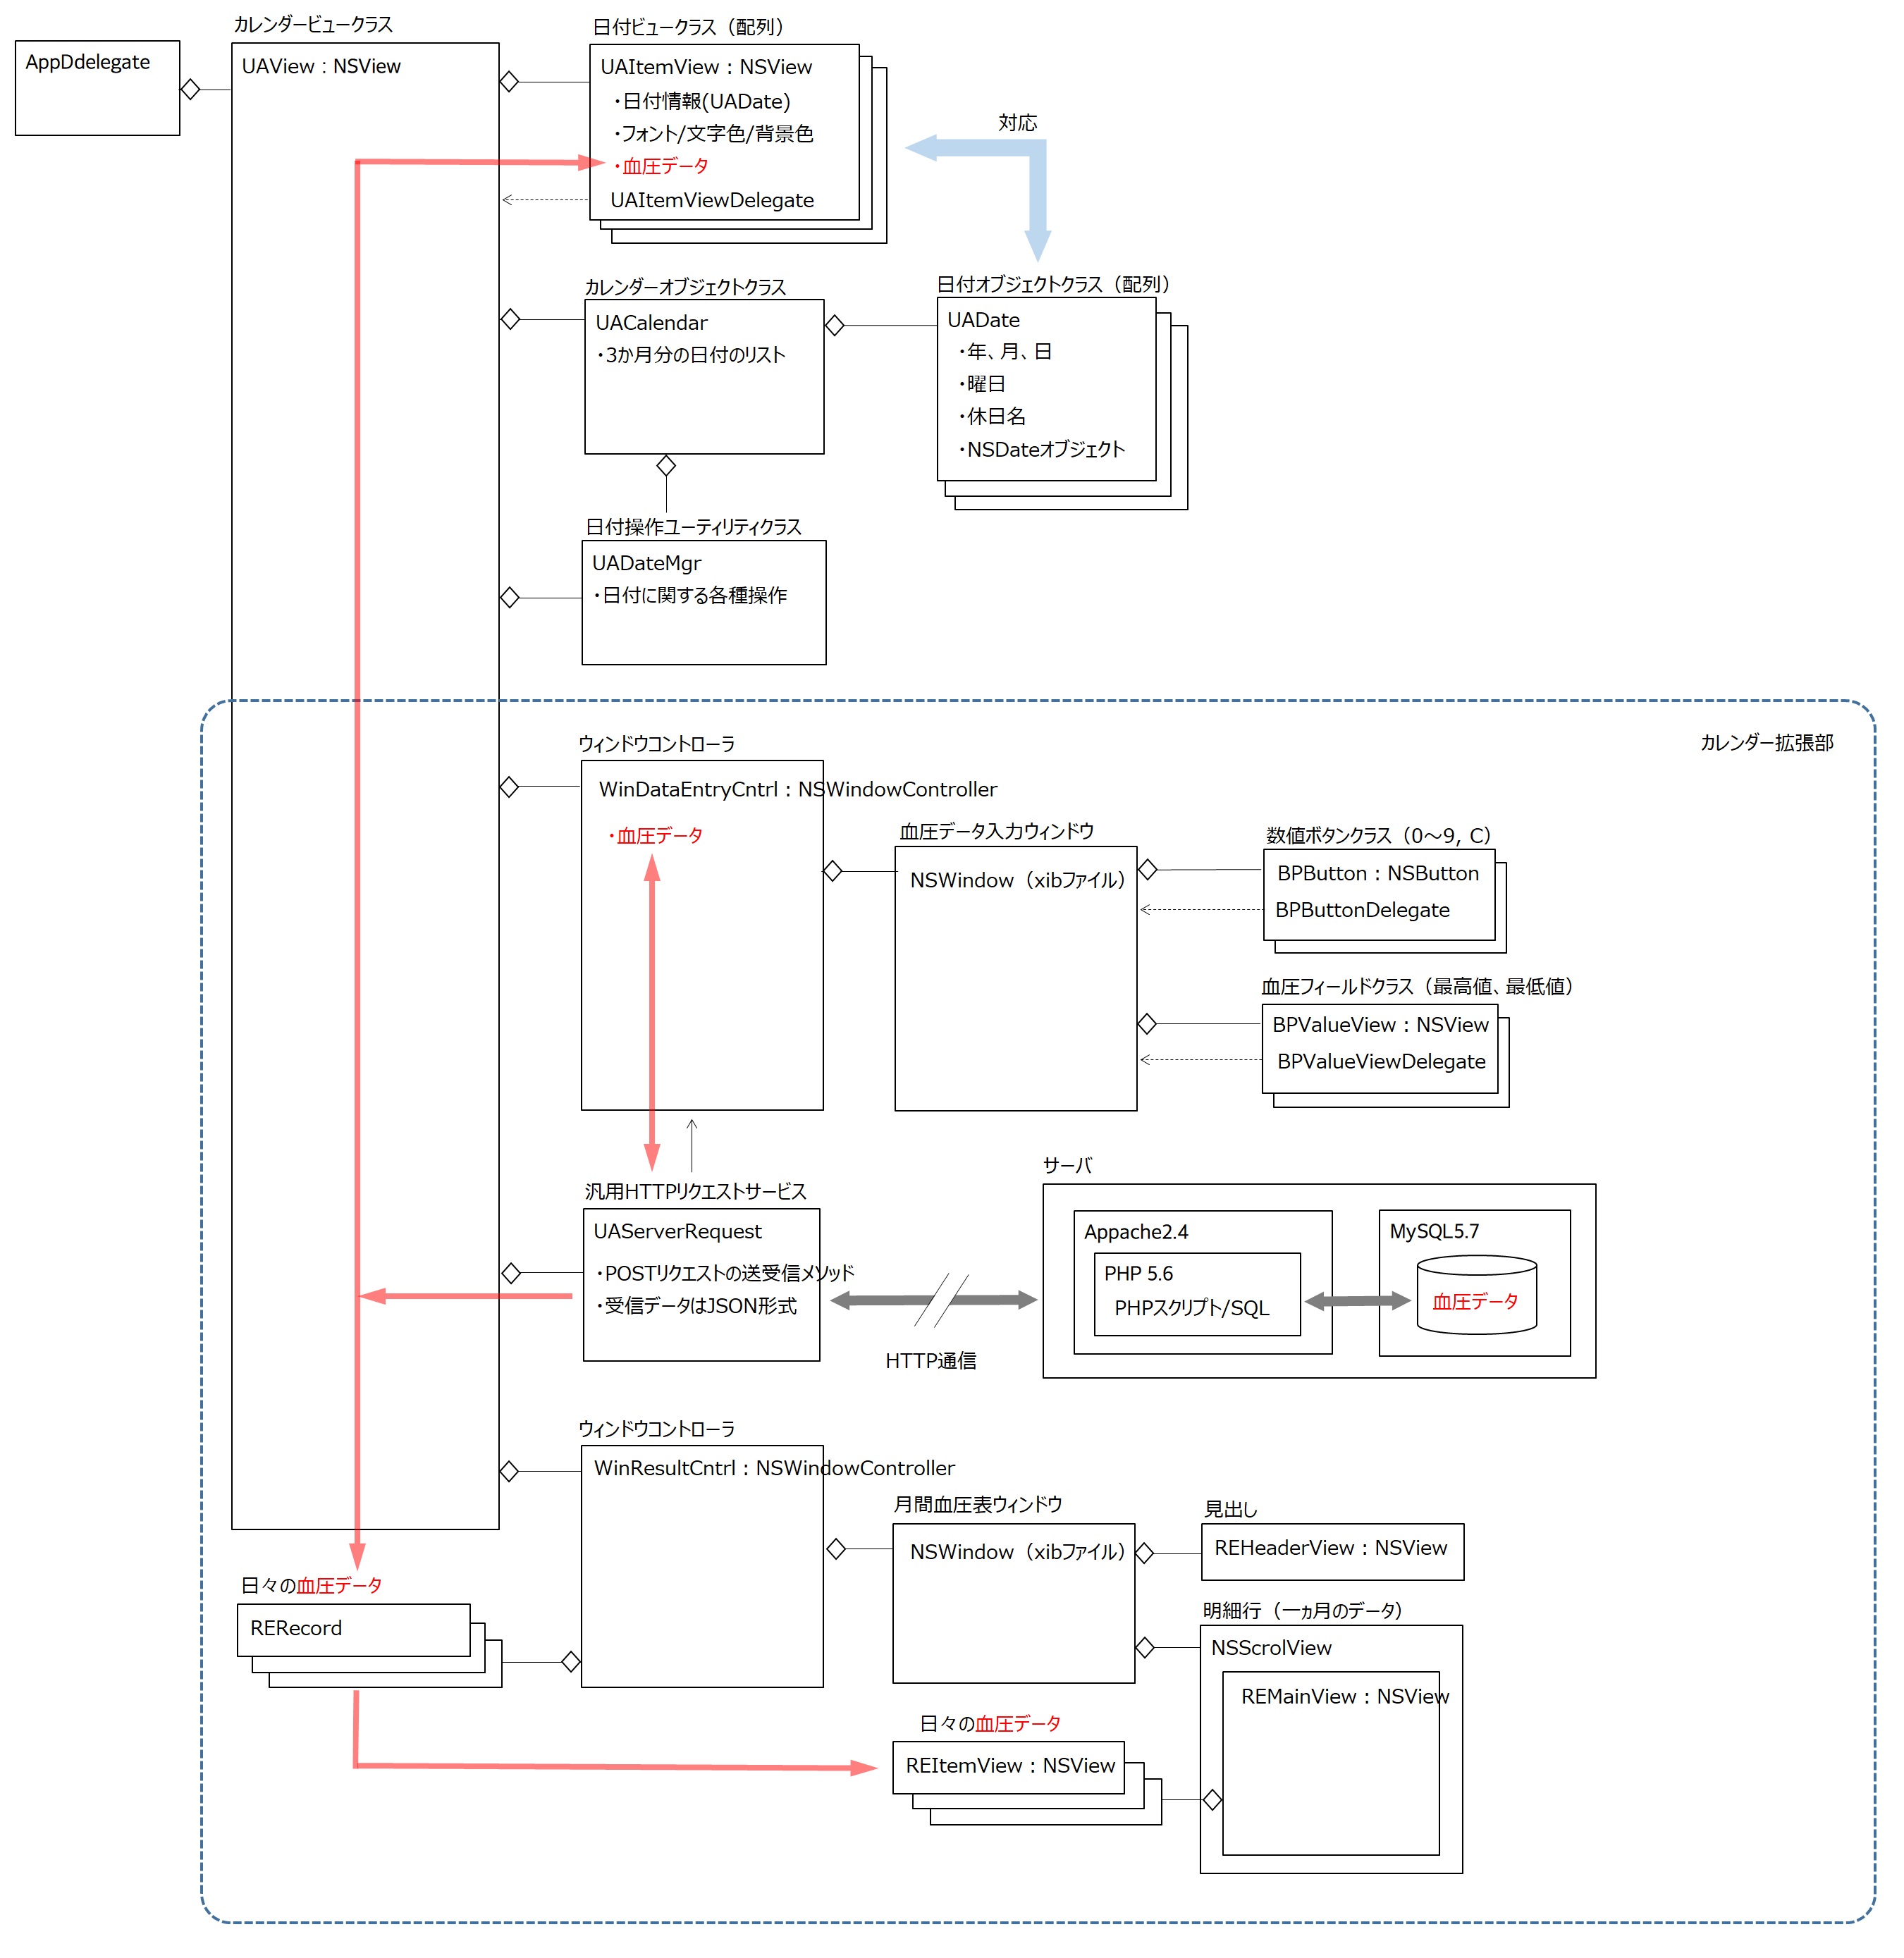 AppDdelegate
カレンダービュークラス
UAView : NSView
日付ビュークラス（配列）
UAItemView : NSView
・日付情報(UADate)
・フォント/文字色/背景色
・血圧データ
UAItemViewDelegate
対応
カレンダーオブジェクトクラス
UACalendar
・3か月分の日付のリスト
日付オブジェクトクラス（配列）
UADate
・年、月、日
・曜日
・休日名
・NSDateオブジェクト
日付操作ユーティリティクラス
UADateMgr
・日付に関する各種操作
カレンダー拡張部
ウィンドウコントローラ
WinDataEntryCntrl : NSWindowController
・血圧データ
血圧データ入力ウィンドウ
NSWindow（xibファイル）
数値ボタンクラス（0～9, C）
BPButton : NSButton
BPButtonDelegate
血圧フィールドクラス（最高値、最低値）
BPValueView : NSView
BPValueViewDelegate
汎用HTTPリクエストサービス
UAServerRequest
・POSTリクエストの送受信メソッド
・受信データはJSON形式
HTTP通信
サーバ
Appache2.4
PHP 5.6
PHPスクリプト/SQL
MySQL5.7
血圧データ
ウィンドウコントローラ
WinResultCntrl : NSWindowController
月間血圧表ウィンドウ
NSWindow（xibファイル）
見出し
REHeaderView : NSView
日々の血圧データ
RERecord
明細行（一ヵ月のデータ）
NSScrolView
REMainView : NSView
日々の血圧データ
REItemView : NSView